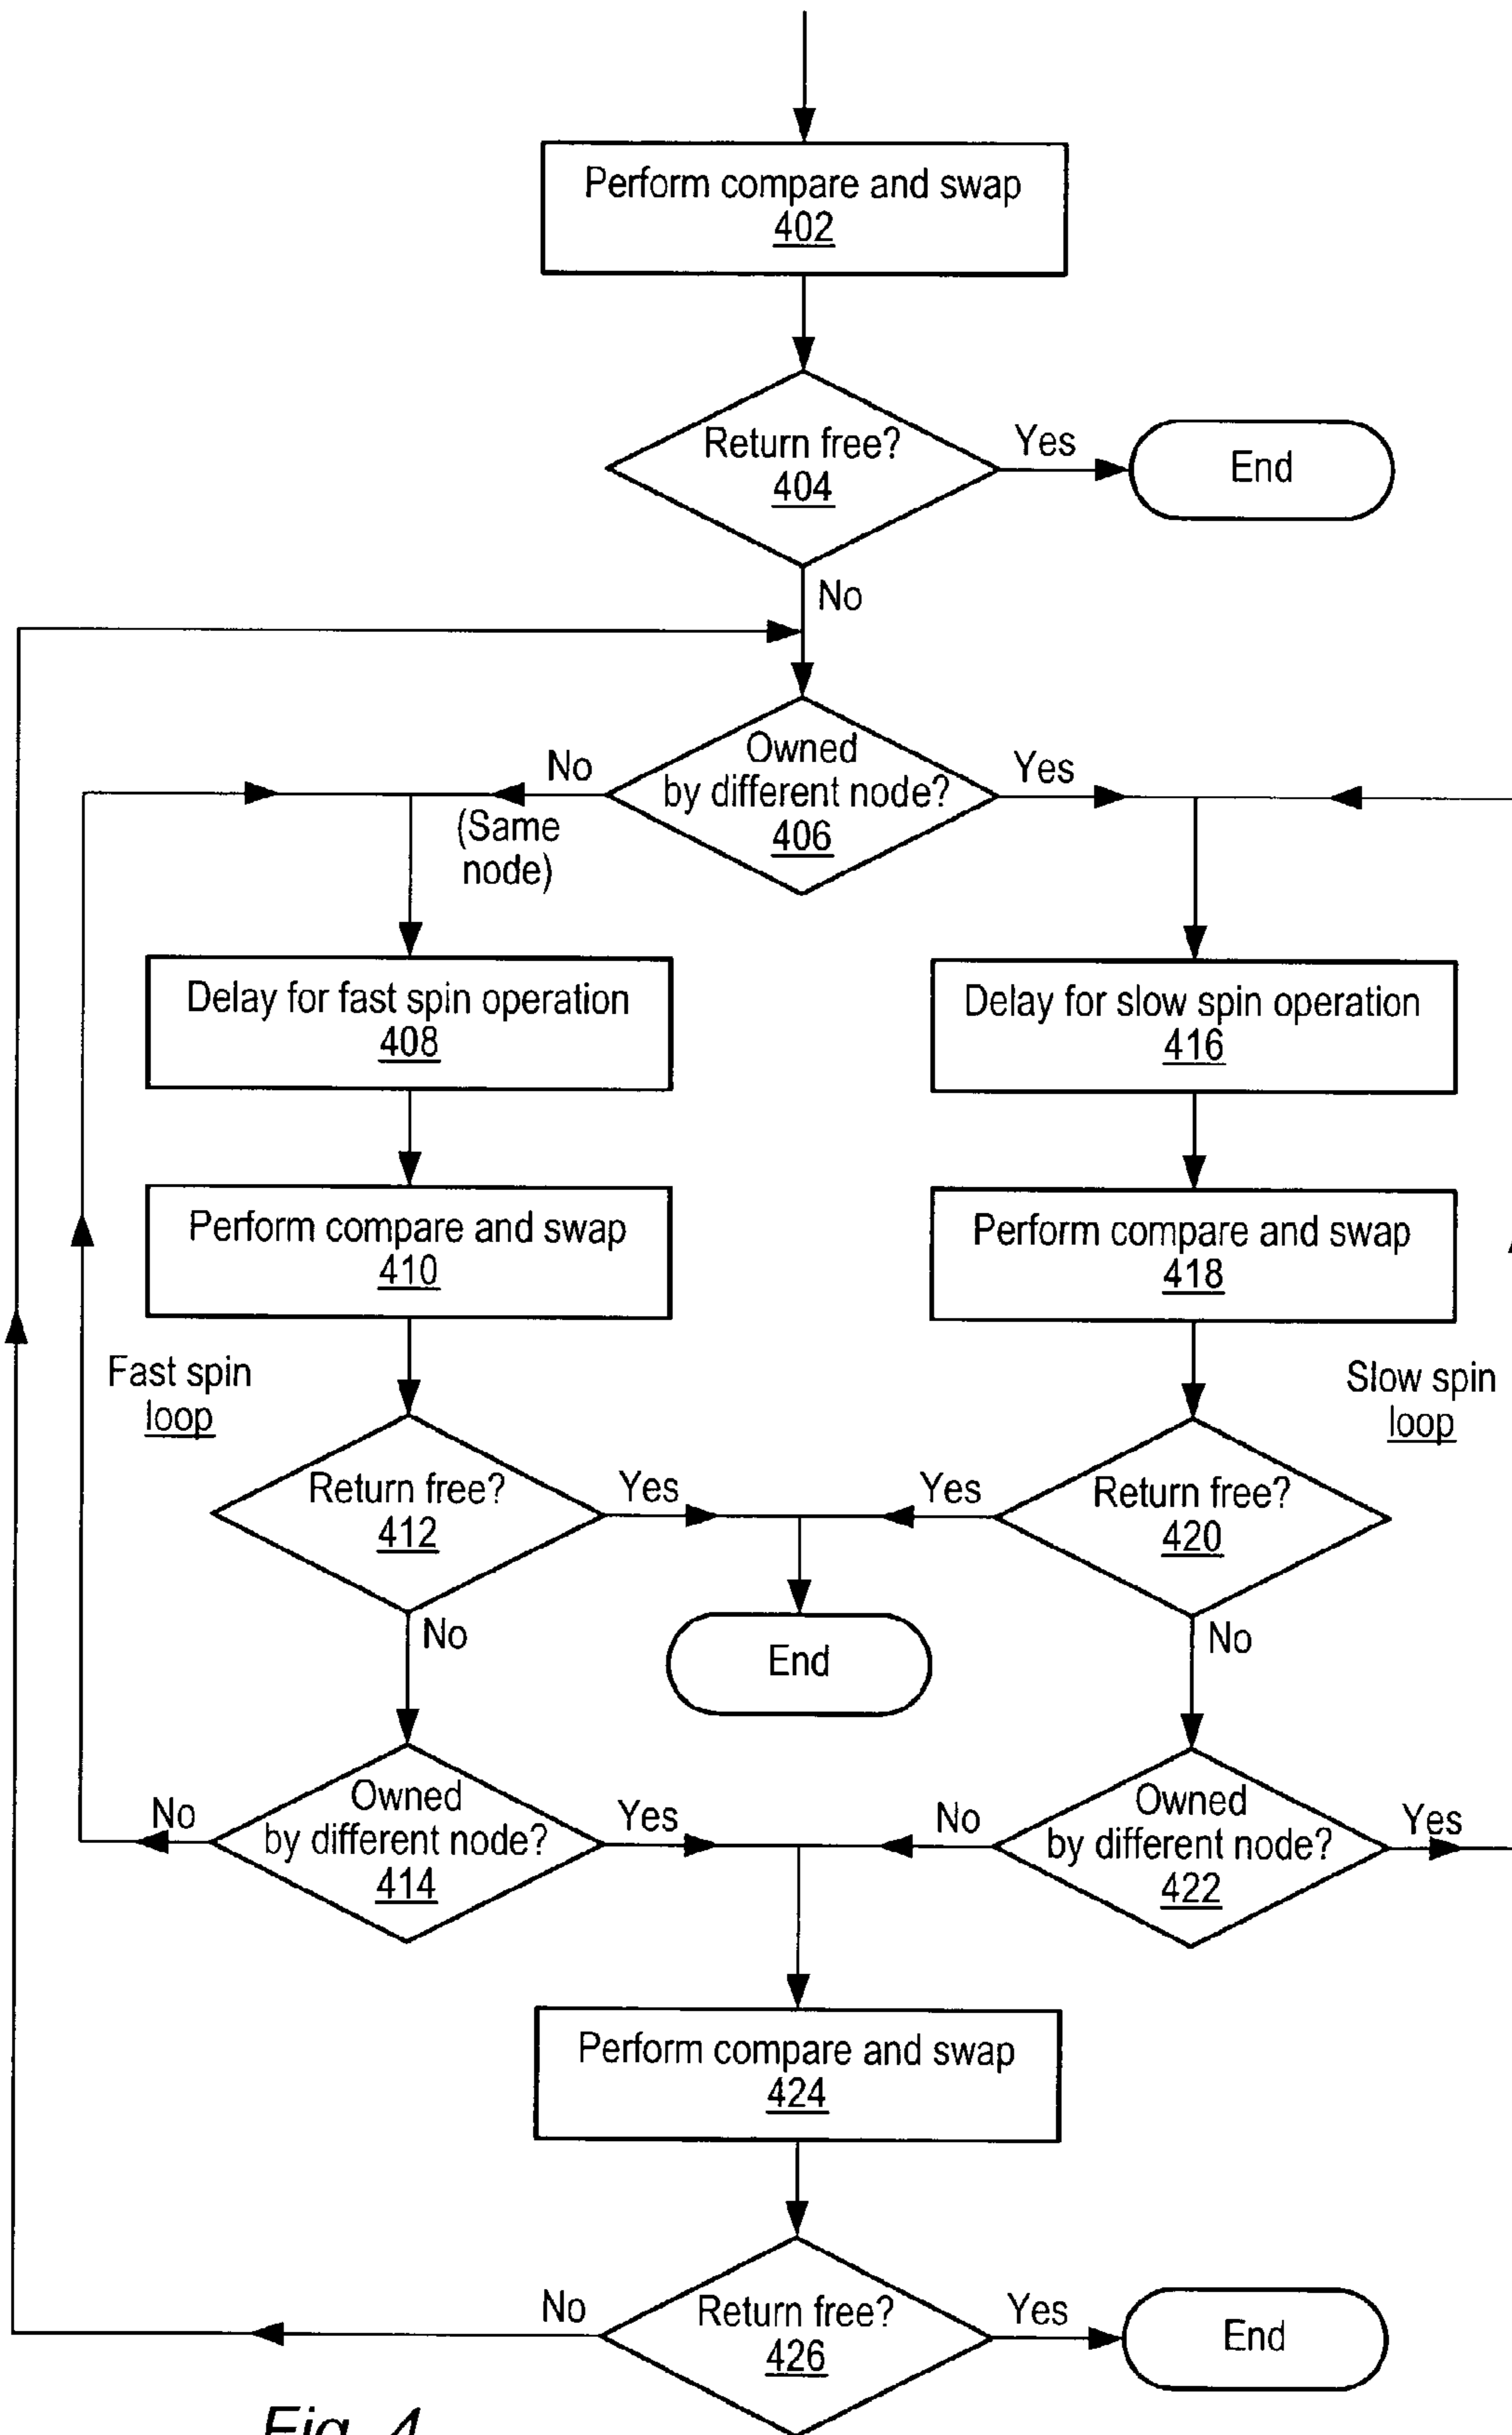 Perform compare and swap
402
Return free?
404
Yes
End
No
Owned
by different node?
406
No
(Same
node)
Yes
Delay for fast spin operation
408
Delay for slow spin operation
416
Perform compare and swap
410
Perform compare and swap
418
Fast spin
loop
Slow spin
loop
Return free?
412
Yes
Yes
Return free?
420
No
End
No
No
Owned
by different node?
414
Yes
No
Owned
by different node?
422
Yes
Perform compare and swap
424
No
Return free?
426
Yes
End
Fig. 4